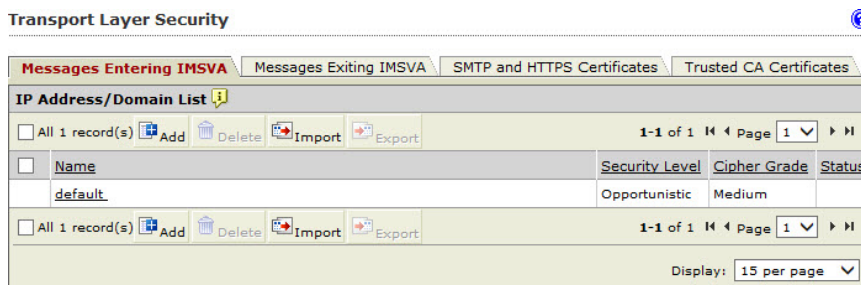 Transport Layer Security
Messages Entering IMSVA Messages Exiting IMSVA SMTP and HTTPS Certificates Trusted CA Certificates
IP Address/Domain List
All 1 record(s) Add Delete Import Export 1-1 of 1 Page 1
Name Security Level Cipher Grade Status
default Opportunistic Medium
All 1 record(s) Add Delete Import Export 1-1 of 1 Page 1
Display: 15 per page